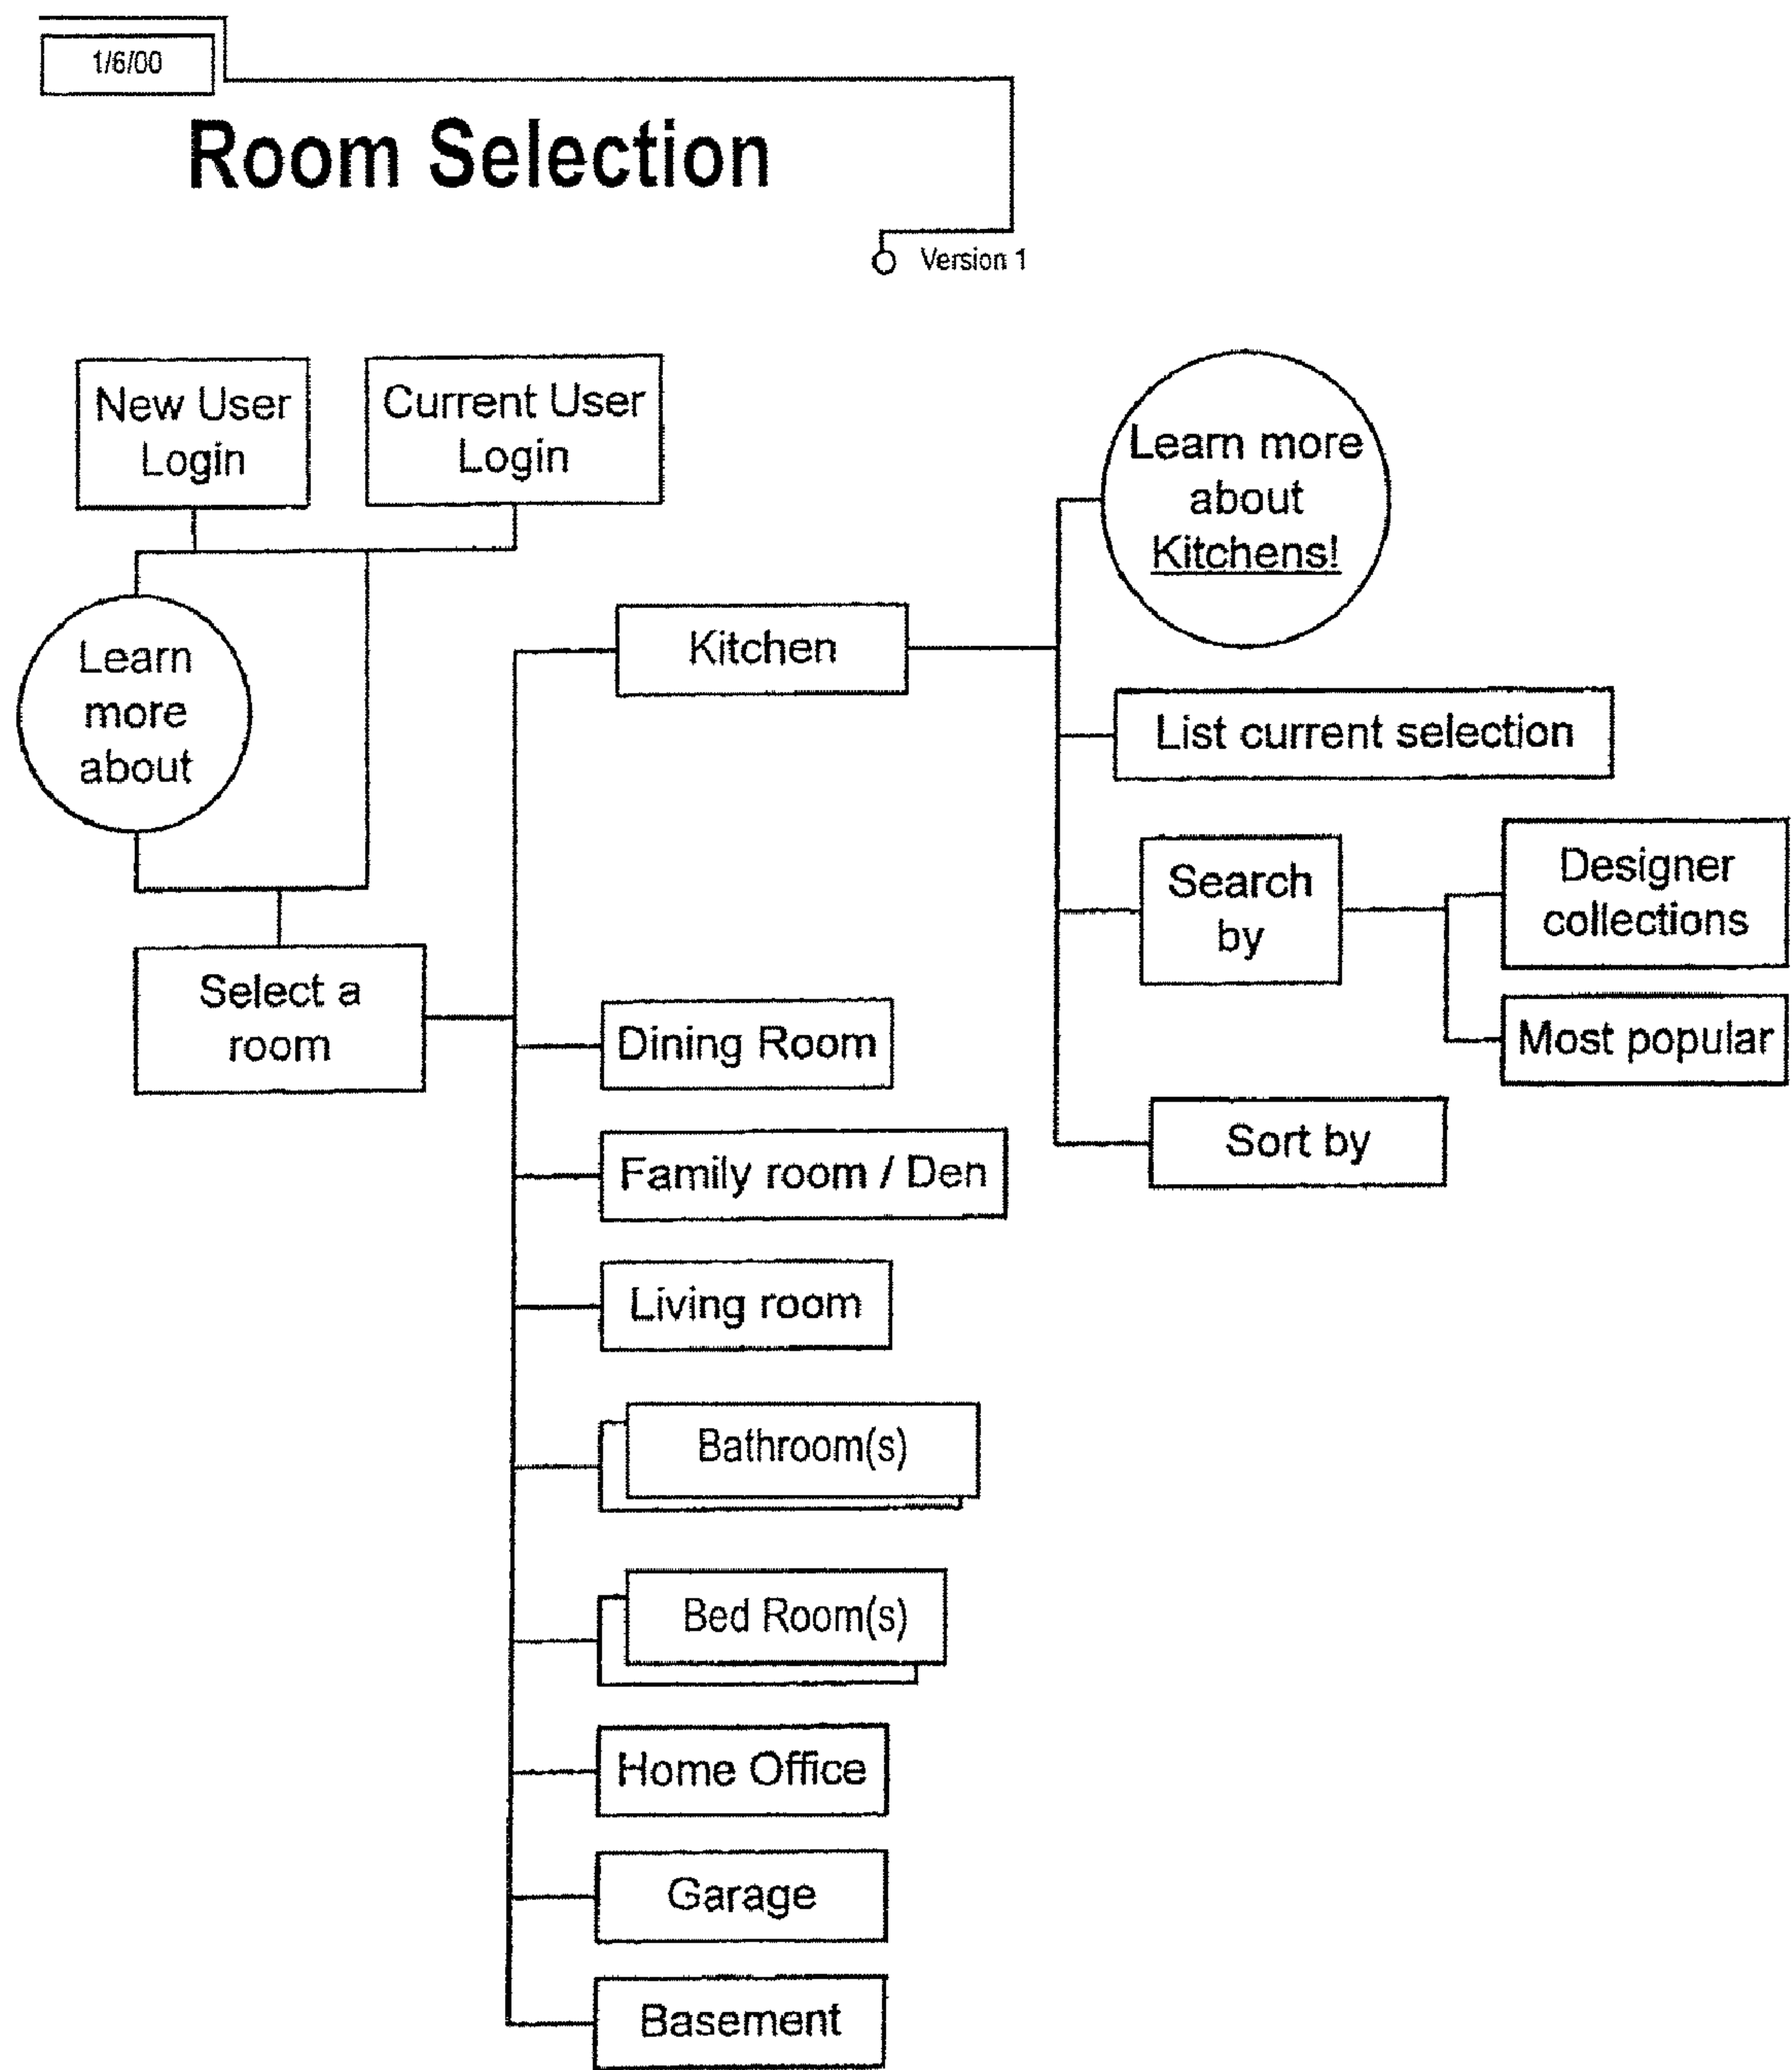 1/6/00
Room Selection
Version 1
New User
Login
Current User
Login
Learn
more
about
Select a
room
Kitchen
Dining Room
Family room / Den
Living room
Bathroom(s)
Bed Room(s)
Home Office
Garage
Basement
Learn more
about
Kitchens!
List current selection
Search
by
Designer
collections
Most popular
Sort by